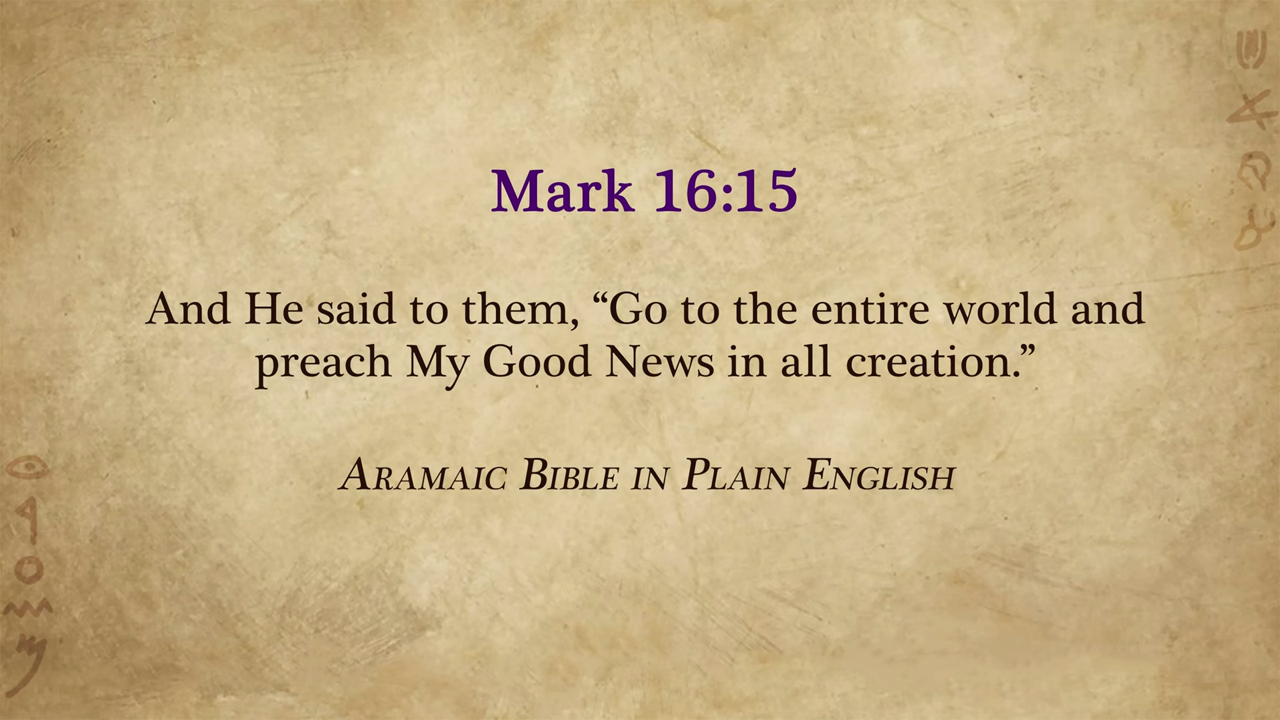 Mark 16:15
And He said to them, “Go to the entire world and
preach My Good News in all creation.”
Aramaic Bible in Plain English